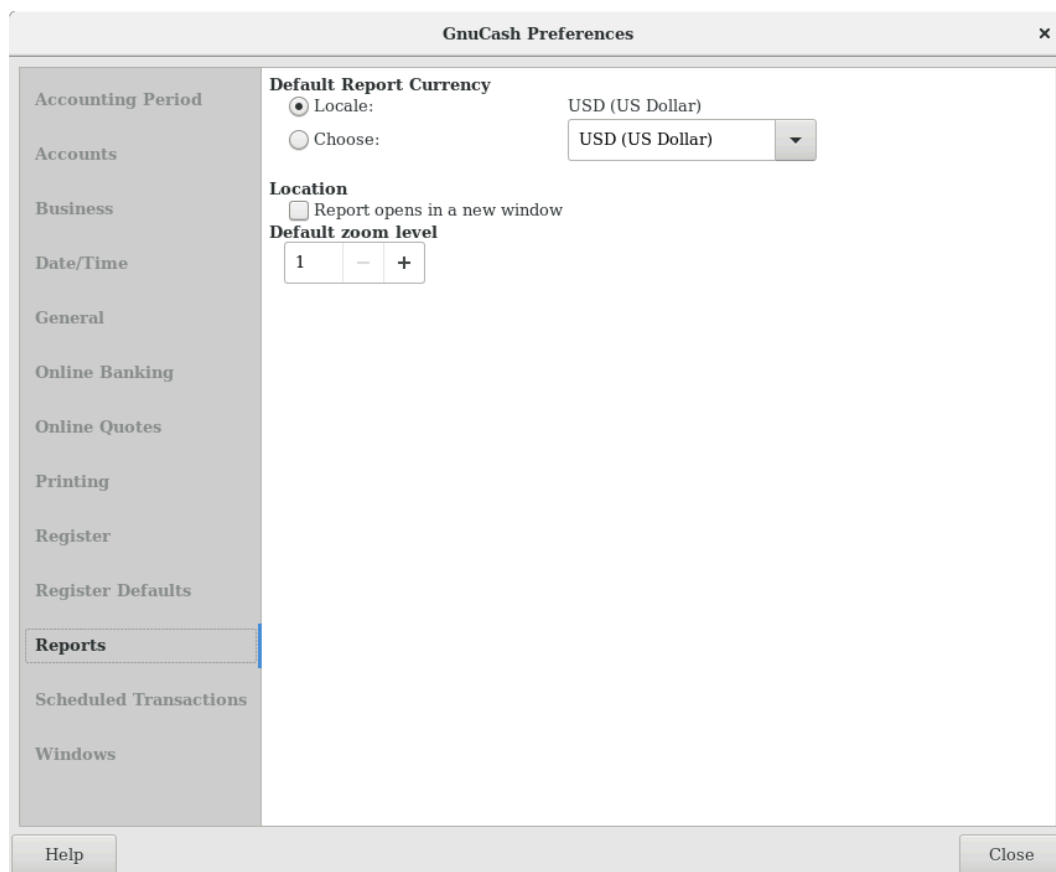 GnuCash Preferences
Accounting Period
Accounts
Business
Date/Time
General
Online Banking
Online Quotes
Printing
Register
Register Defaults
Reports
Scheduled Transactions
Windows
Default Report Currency
Locale: USD (US Dollar)
Choose: USD (US Dollar)
Location
Report opens in a new window
Default zoom level
1 − +
Help Close